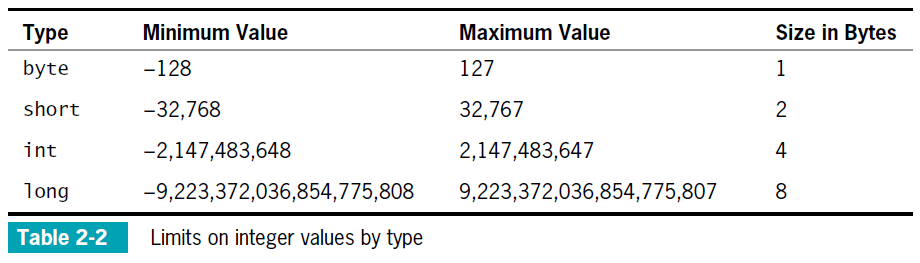 Type Minimum Value Maximum Value Size in Bytes
byte –128 127 1
short –32,768 32,767 2
int –2,147,483,648 2,147,483,647 4
long –9,223,372,036,854,775,808 9,223,372,036,854,775,807 8
Table 2-2 Limits on integer values by type